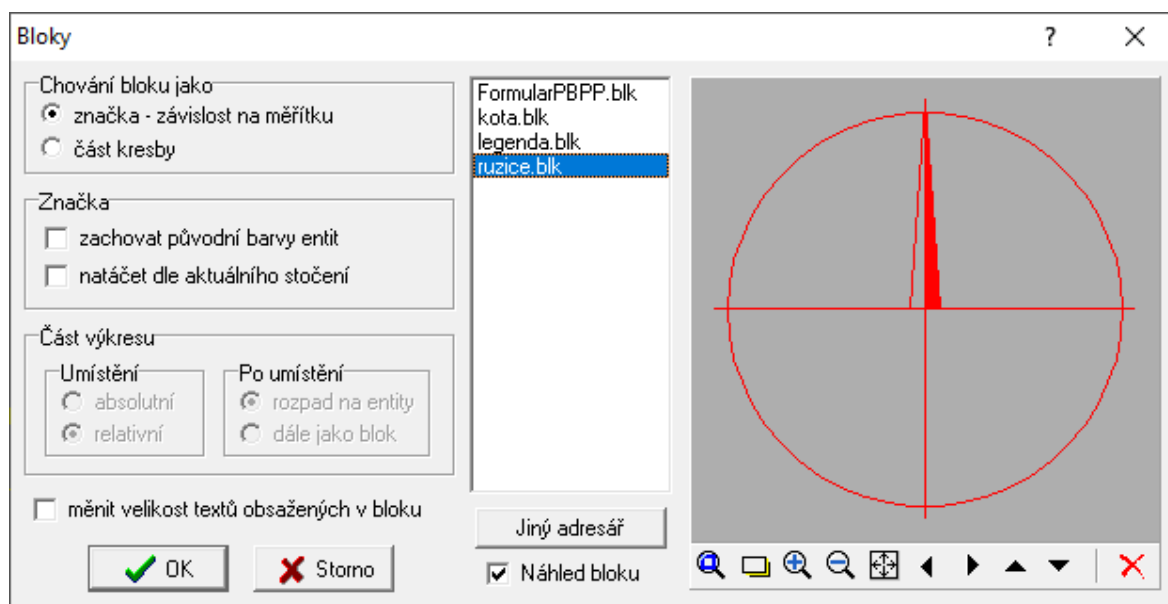 Bloky
?
Chování bloku jako
značka - závislost na měřítku
část kresby
Značka
zachovat původní barvy entit
natáčet dle aktuálního stočení
Část výkresu
Umístění
absolutní
relativní
Po umístění
rozpad na entity
dále jako blok
měnit velikost textů obsažených v bloku
OK
Storno
FormularPBPP.blk
kota.blk
legenda.blk
ruzice.blk
Jiný adresář
Náhled bloku